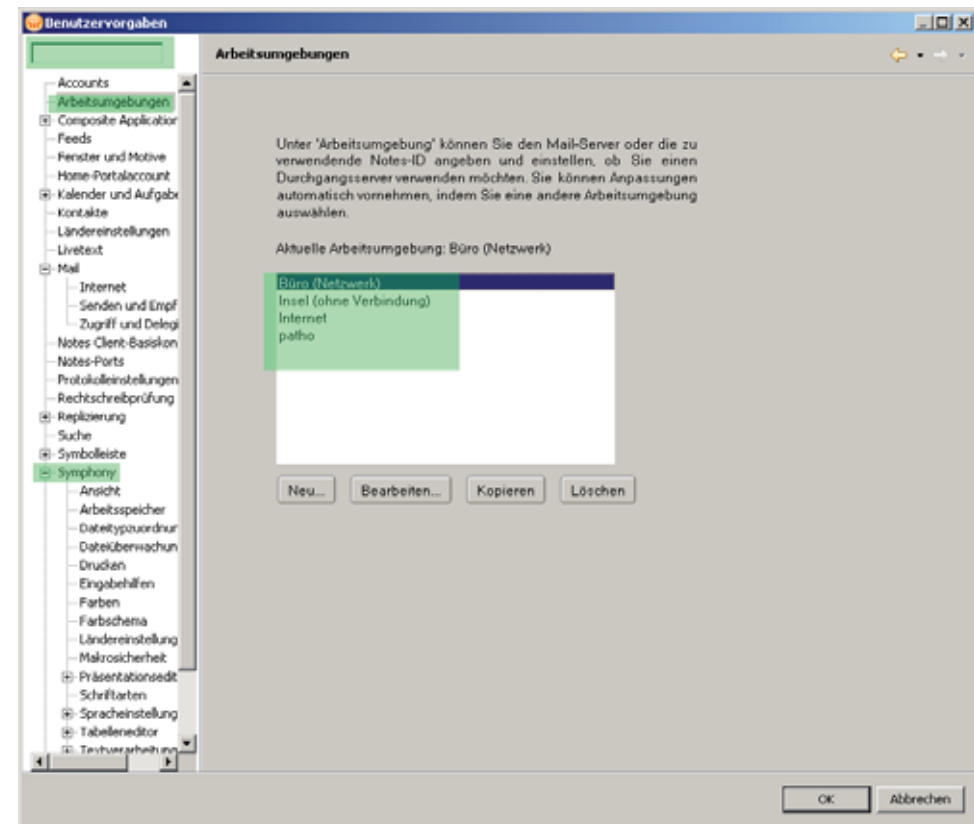 Benutzervorgaben
Arbeitsumgebungen
Accounts
Arbeitsumgebungen
Composite Application
Feeds
Fenster und Motive
Home-Portalaccount
Kalender und Aufgabe
Kontakte
Ländereinstellungen
Livetext
Mail
Internet
Senden und Empf
Zugriff und Delegi
Notes Client-Basiskon
Notes-Ports
Protokolleinstellungen
Rechtschreibprüfung
Replizierung
Suche
Symbolleiste
Symphony
Ansicht
Arbeitsspeicher
Dateitypzuordnur
Dateiüberwachun
Drucken
Eingabehilfen
Farben
Farbschema
Ländereinstellung
Makrosicherheit
Präsentationsedit
Schriftarten
Spracheinstellung
Tabelleneditor
Textverarbeitung
Unter 'Arbeitsumgebung' können Sie den Mail-Server oder die zu
verwendende Notes-ID angeben und einstellen, ob Sie einen
Durchgangsserver verwenden möchten. Sie können Anpassungen
automatisch vornehmen, indem Sie eine andere Arbeitsumgebung
auswählen.
Aktuelle Arbeitsumgebung: Büro (Netzwerk)
Büro (Netzwerk)
Insel (ohne Verbindung)
Internet
patho
Neu... Bearbeiten... Kopieren Löschen
OK Abbrechen